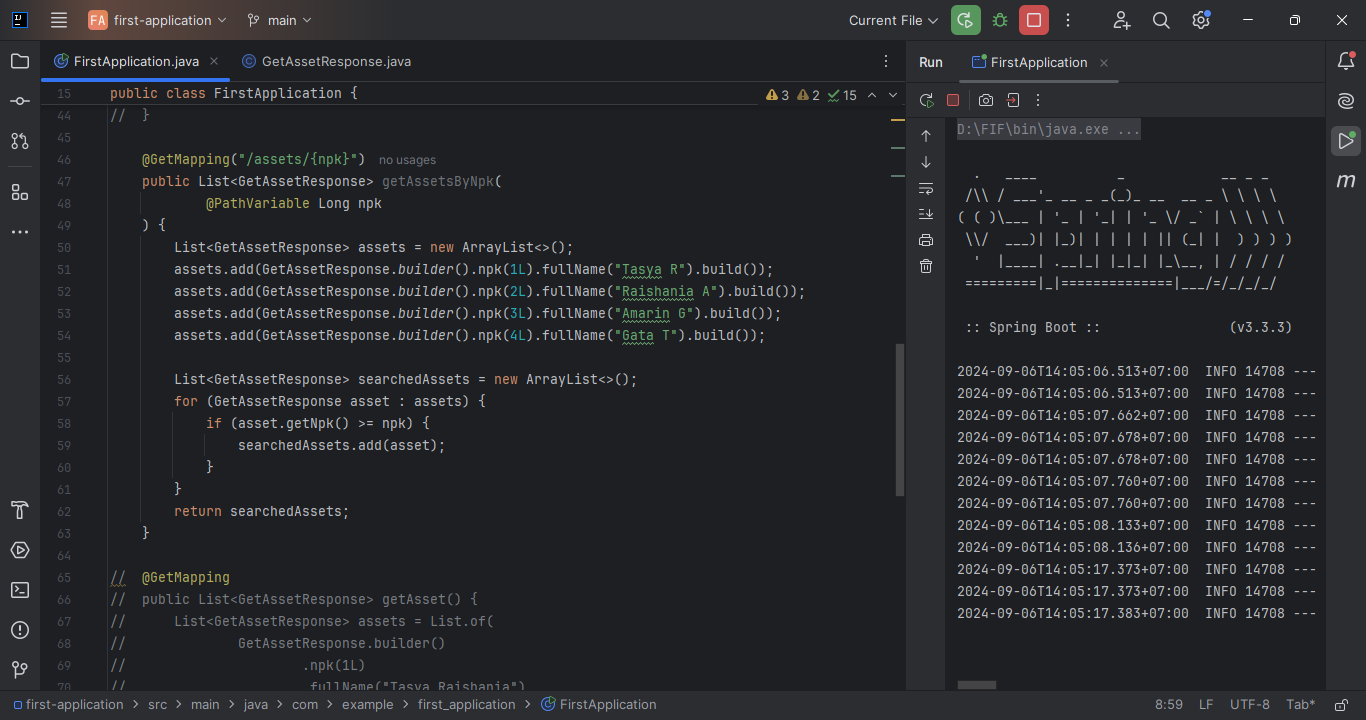 FA first-application main Current File
FirstApplication.java GetAssetResponse.java
15 public class FirstApplication { 3 2 15
44 // }
45
46 @GetMapping("/assets/{npk}") no usages
47 public List<GetAssetResponse> getAssetsByNpk(
48 @PathVariable Long npk
49 ) {
50 List<GetAssetResponse> assets = new ArrayList<>();
51 assets.add(GetAssetResponse.builder().npk(1L).fullName("Tasya R").build());
52 assets.add(GetAssetResponse.builder().npk(2L).fullName("Raishania A").build());
53 assets.add(GetAssetResponse.builder().npk(3L).fullName("Amarin G").build());
54 assets.add(GetAssetResponse.builder().npk(4L).fullName("Gata T").build());
55
56 List<GetAssetResponse> searchedAssets = new ArrayList<>();
57 for (GetAssetResponse asset : assets) {
58 if (asset.getNpk() >= npk) {
59 searchedAssets.add(asset);
60 }
61 }
62 return searchedAssets;
63 }
64
65 // @GetMapping
66 // public List<GetAssetResponse> getAsset() {
67 // List<GetAssetResponse> assets = List.of(
68 // GetAssetResponse.builder()
69 // .npk(1L)
70 // .fullName("Tasya Raishania")
Run FirstApplication
D:\FIF\bin\java.exe ...
  .   ____          _            __ _ _
 /\\ / ___'_ __ _ _(_)_ __  __ _ \ \ \ \
( ( )\___ | '_ | '_| | '_ \/ _` | \ \ \ \
 \\/  ___)| |_)| | | | | || (_| |  ) ) ) )
  '  |____| .__|_| |_|_| |_\__, | / / / /
 =========|_|==============|___/=/_/_/_/
:: Spring Boot :: (v3.3.3)
2024-09-06T14:05:06.513+07:00 INFO 14708 ---
2024-09-06T14:05:06.513+07:00 INFO 14708 ---
2024-09-06T14:05:07.662+07:00 INFO 14708 ---
2024-09-06T14:05:07.678+07:00 INFO 14708 ---
2024-09-06T14:05:07.678+07:00 INFO 14708 ---
2024-09-06T14:05:07.760+07:00 INFO 14708 ---
2024-09-06T14:05:07.760+07:00 INFO 14708 ---
2024-09-06T14:05:08.133+07:00 INFO 14708 ---
2024-09-06T14:05:08.136+07:00 INFO 14708 ---
2024-09-06T14:05:17.373+07:00 INFO 14708 ---
2024-09-06T14:05:17.373+07:00 INFO 14708 ---
2024-09-06T14:05:17.383+07:00 INFO 14708 ---
first-application > src > main > java > com > example > first_application > FirstApplication 8:59 LF UTF-8 Tab*